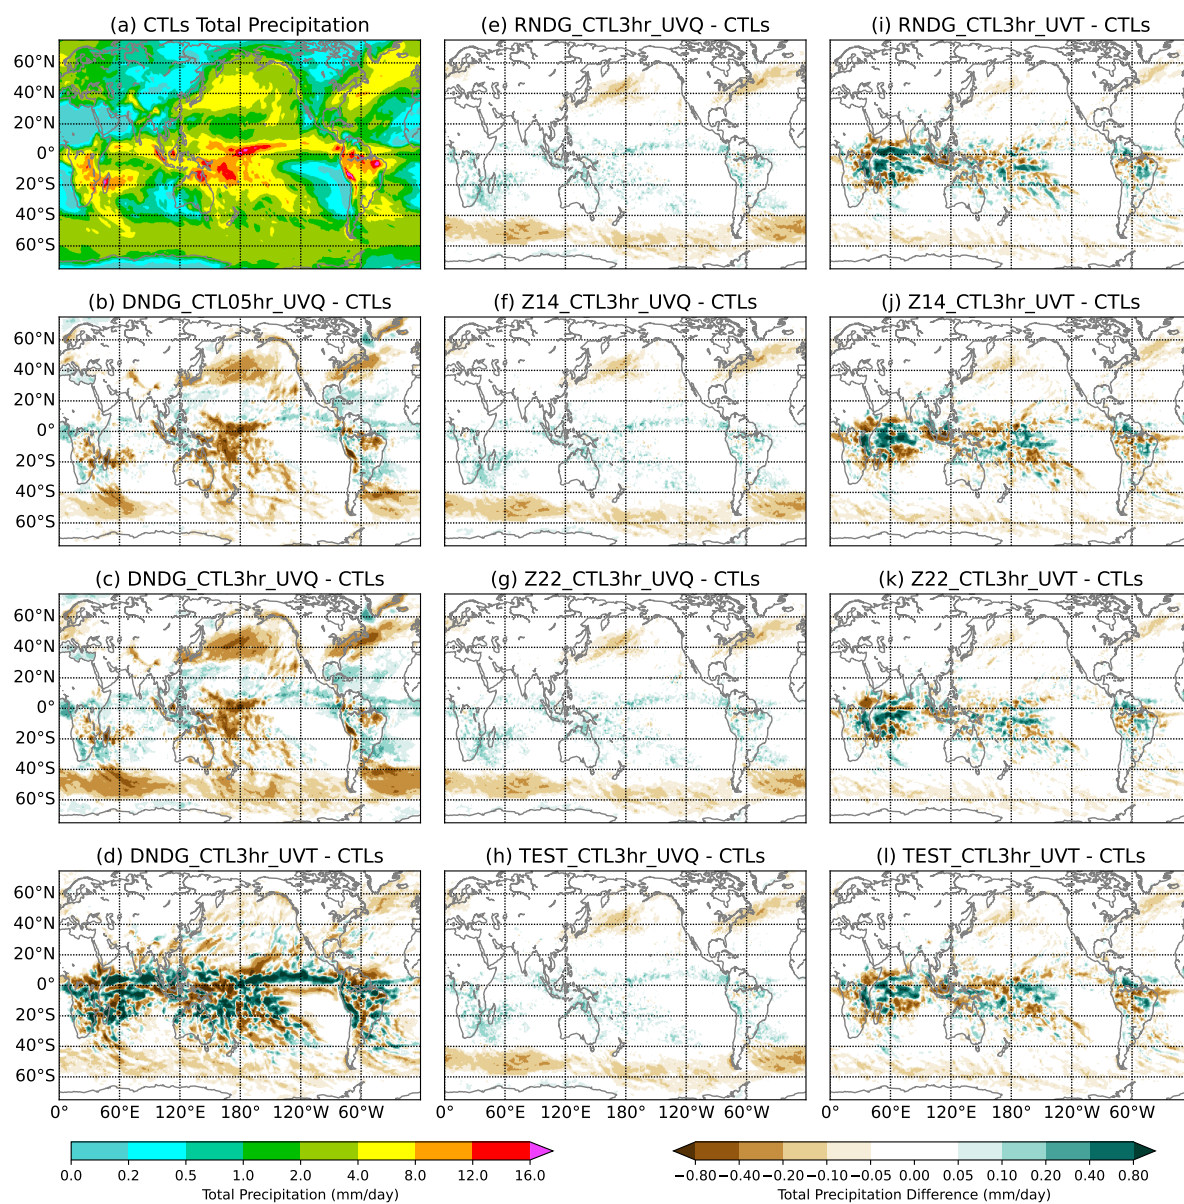 (a) CTLs Total Precipitation
(e) RNDG_CTL3hr_UVQ - CTLs
(i) RNDG_CTL3hr_UVT - CTLs
60°N
40°N
20°N
0°
20°S
40°S
60°S
(b) DNDG_CTL05hr_UVQ - CTLs
(f) Z14_CTL3hr_UVQ - CTLs
(j) Z14_CTL3hr_UVT - CTLs
60°N
40°N
20°N
0°
20°S
40°S
60°S
(c) DNDG_CTL3hr_UVQ - CTLs
(g) Z22_CTL3hr_UVQ - CTLs
(k) Z22_CTL3hr_UVT - CTLs
60°N
40°N
20°N
0°
20°S
40°S
60°S
(d) DNDG_CTL3hr_UVT - CTLs
(h) TEST_CTL3hr_UVQ - CTLs
(l) TEST_CTL3hr_UVT - CTLs
60°N
40°N
20°N
0°
20°S
40°S
60°S
0° 60°E 120°E 180° 120°W 60°W
0° 60°E 120°E 180° 120°W 60°W
0° 60°E 120°E 180° 120°W 60°W
0.0 0.2 0.5 1.0 2.0 4.0 8.0 12.0 16.0
Total Precipitation (mm/day)
−0.80 −0.40 −0.20 −0.10 −0.05 0.00 0.05 0.10 0.20 0.40 0.80
Total Precipitation Difference (mm/day)